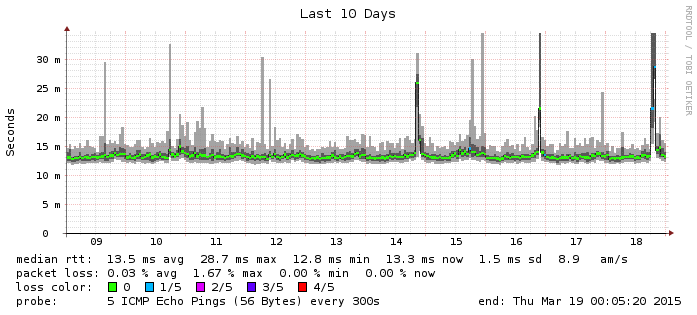 Last 10 Days
RRDTOOL / TOBI OETIKER
Seconds
30 m
25 m
20 m
15 m
10 m
5 m
0
09 10 11 12 13 14 15 16 17 18
median rtt: 13.5 ms avg 28.7 ms max 12.8 ms min 13.3 ms now 1.5 ms sd 8.9 am/s
packet loss: 0.03 % avg 1.67 % max 0.00 % min 0.00 % now
loss color: 0 1/5 2/5 3/5 4/5
probe: 5 ICMP Echo Pings (56 Bytes) every 300s end: Thu Mar 19 00:05:20 2015